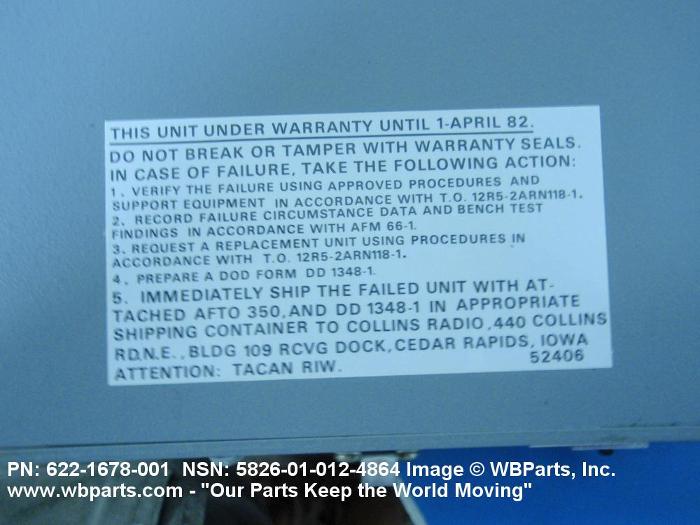 THIS UNIT UNDER WARRANTY UNTIL 1-APRIL 82.
DO NOT BREAK OR TAMPER WITH WARRANTY SEALS.
IN CASE OF FAILURE, TAKE THE FOLLOWING ACTION:
1. VERIFY THE FAILURE USING APPROVED PROCEDURES AND
SUPPORT EQUIPMENT IN ACCORDANCE WITH T.O. 12R5-2ARN118-1.
2. RECORD FAILURE CIRCUMSTANCE DATA AND BENCH TEST
FINDINGS IN ACCORDANCE WITH AFM 66-1.
3. REQUEST A REPLACEMENT UNIT USING PROCEDURES IN
ACCORDANCE WITH T.O. 12R5-2ARN118-1.
4. PREPARE A DOD FORM DD 1348-1.
5. IMMEDIATELY SHIP THE FAILED UNIT WITH AT-
TACHED AFTO 350,AND DD 1348-1 IN APPROPRIATE
SHIPPING CONTAINER TO COLLINS RADIO,440 COLLINS
RD.N.E., BLDG 109 RCVG DOCK,CEDAR RAPIDS, IOWA
52406
ATTENTION: TACAN RIW.
PN: 622-1678-001 NSN: 5826-01-012-4864 Image © WBParts, Inc.
www.wbparts.com - "Our Parts Keep the World Moving"